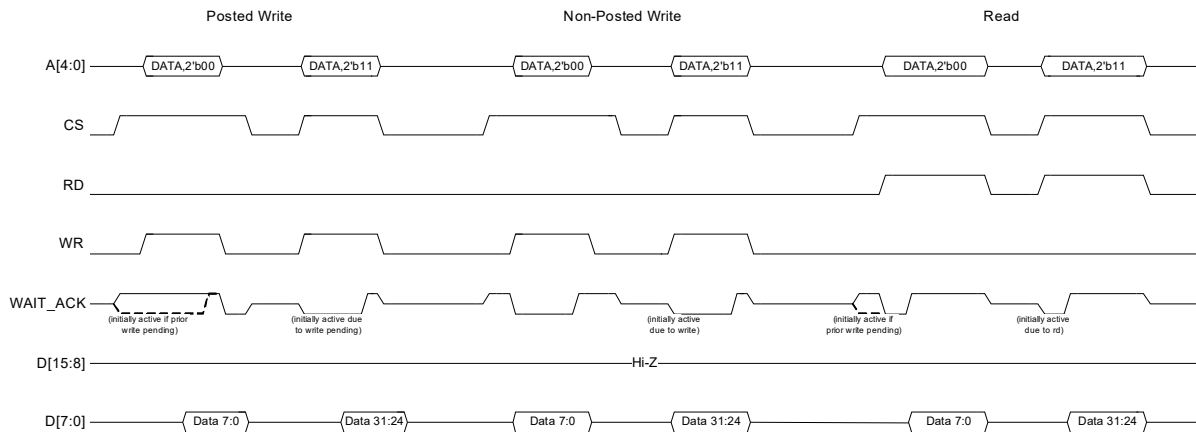 Posted Write Non-Posted Write Read
A[4:0] DATA,2'b00 DATA,2'b11 DATA,2'b00 DATA,2'b11 DATA,2'b00 DATA,2'b11
CS
RD
WR
WAIT_ACK
(initially active if prior
write pending)
(initially active due
to write pending)
(initially active
due to write)
(initially active if
prior write pending)
(initially active
due to rd)
D[15:8] Hi-Z
D[7:0] Data 7:0 Data 31:24 Data 7:0 Data 31:24 Data 7:0 Data 31:24